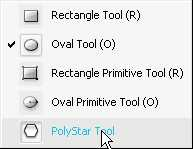 Rectangle Tool (R)
Oval Tool (O)
Rectangle Primitive Tool (R)
Oval Primitive Tool (O)
PolyStar Tool